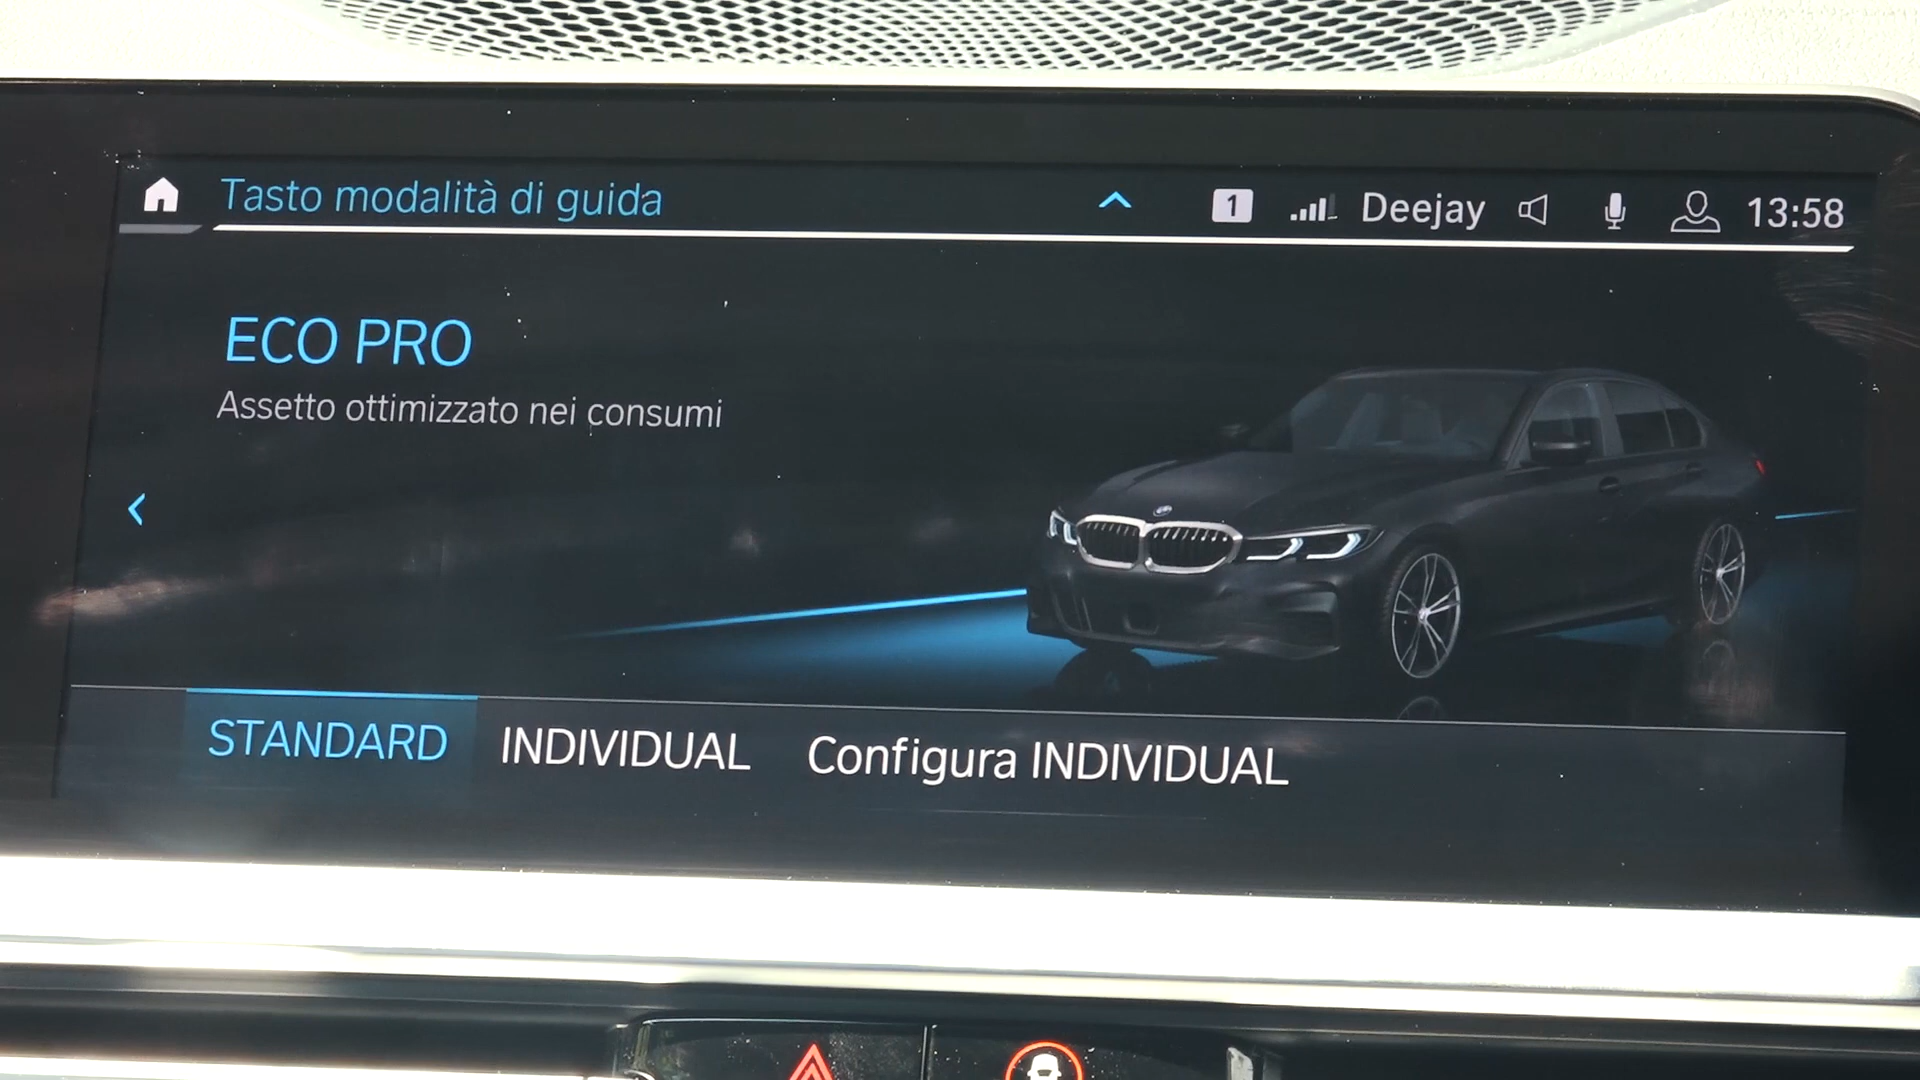 Tasto modalità di guida
1 Deejay 13:58
ECO PRO
Assetto ottimizzato nei consumi
STANDARD INDIVIDUAL Configura INDIVIDUAL